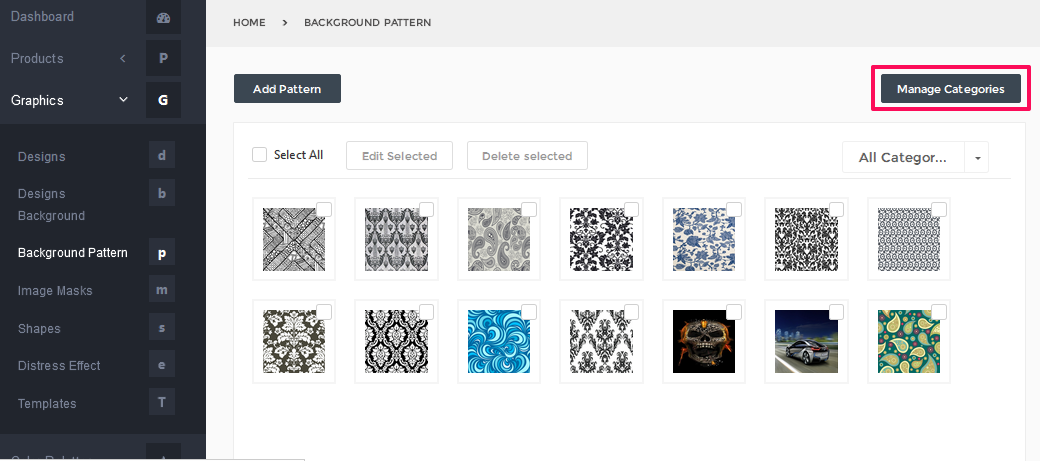 Dashboard
Products P
Graphics G
Designs d
Designs b
Background
Background Pattern p
Image Masks m
Shapes s
Distress Effect e
Templates T
HOME > BACKGROUND PATTERN
Add Pattern
Manage Categories
Select All
Edit Selected
Delete selected
All Categor...